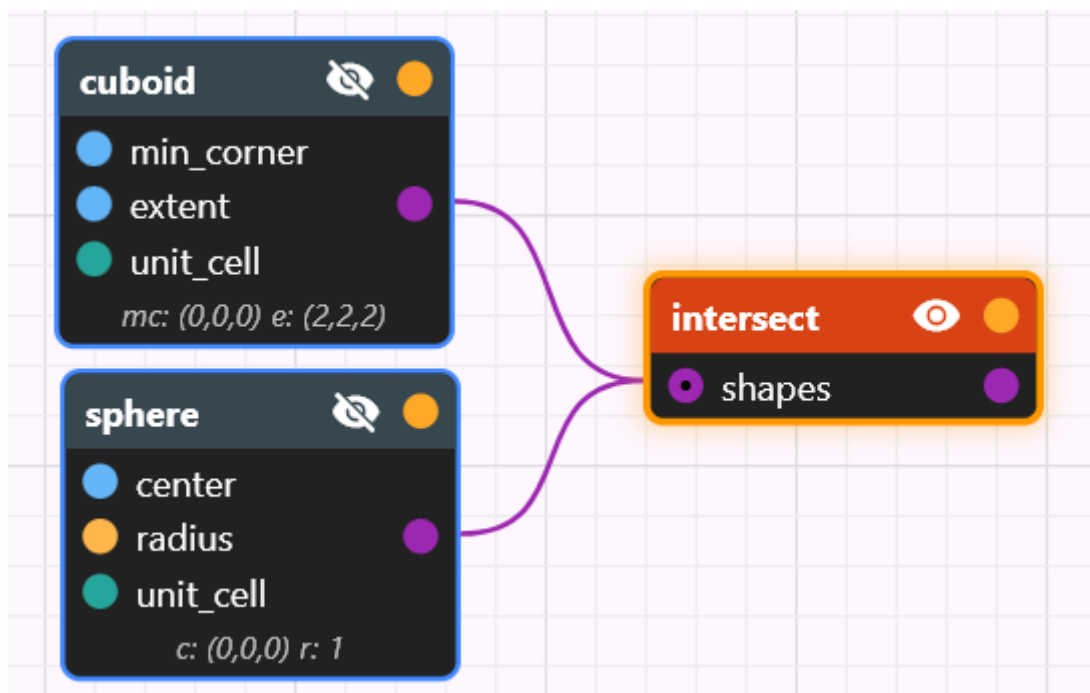 cuboid
min_corner
extent
unit_cell
mc: (0,0,0) e: (2,2,2)
sphere
center
radius
unit_cell
c: (0,0,0) r: 1
intersect
shapes